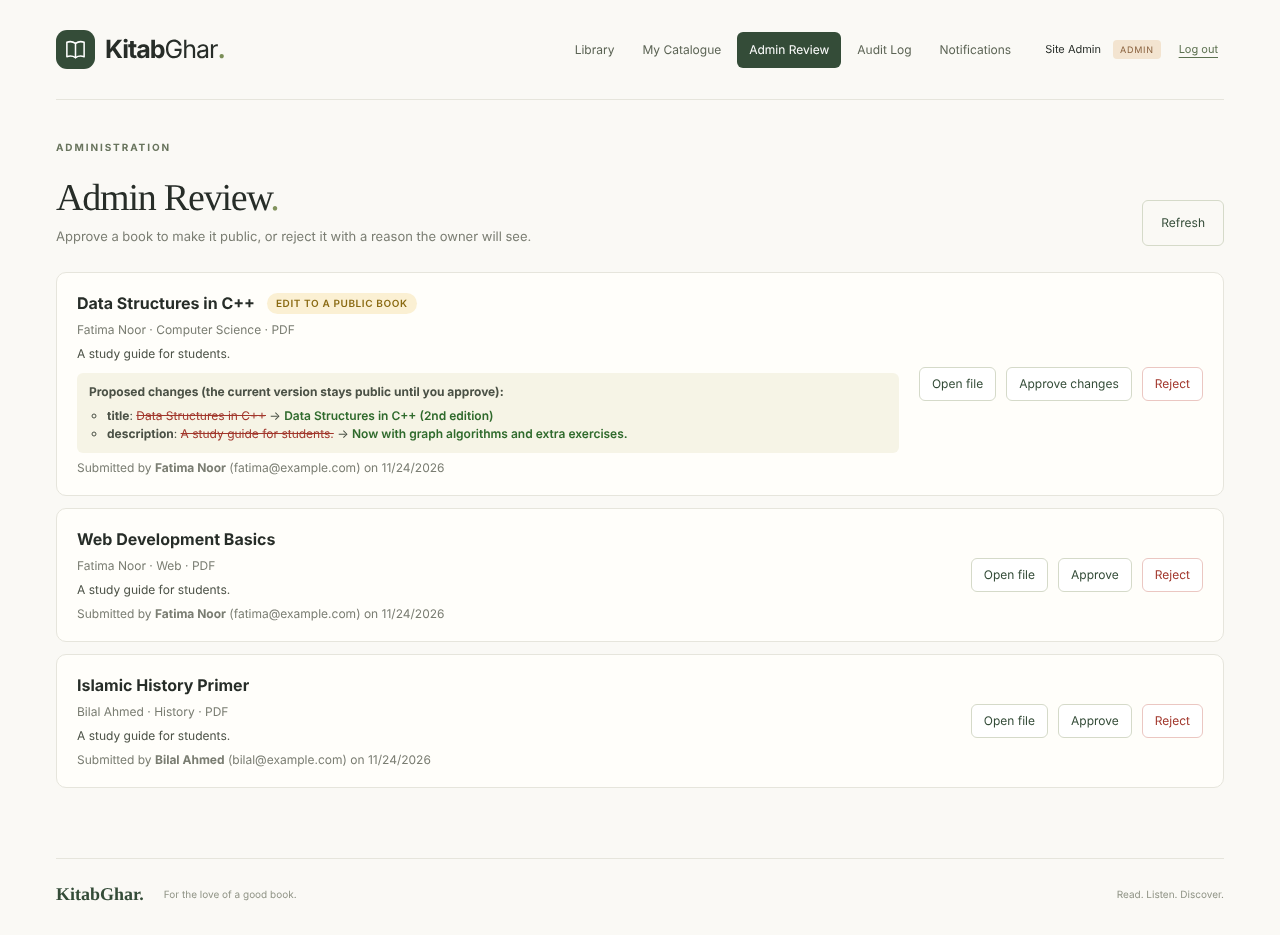 KitabGhar.
Library
My Catalogue
Admin Review
Audit Log
Notifications
Site Admin
ADMIN
Log out
ADMINISTRATION
Admin Review.
Approve a book to make it public, or reject it with a reason the owner will see.
Refresh
Data Structures in C++ EDIT TO A PUBLIC BOOK
Fatima Noor · Computer Science · PDF
A study guide for students.
Proposed changes (the current version stays public until you approve):
title: Data Structures in C++ → Data Structures in C++ (2nd edition)
description: A study guide for students. → Now with graph algorithms and extra exercises.
Submitted by Fatima Noor (fatima@example.com) on 11/24/2026
Open file
Approve changes
Reject
Web Development Basics
Fatima Noor · Web · PDF
A study guide for students.
Submitted by Fatima Noor (fatima@example.com) on 11/24/2026
Open file
Approve
Reject
Islamic History Primer
Bilal Ahmed · History · PDF
A study guide for students.
Submitted by Bilal Ahmed (bilal@example.com) on 11/24/2026
Open file
Approve
Reject
KitabGhar.
For the love of a good book.
Read. Listen. Discover.